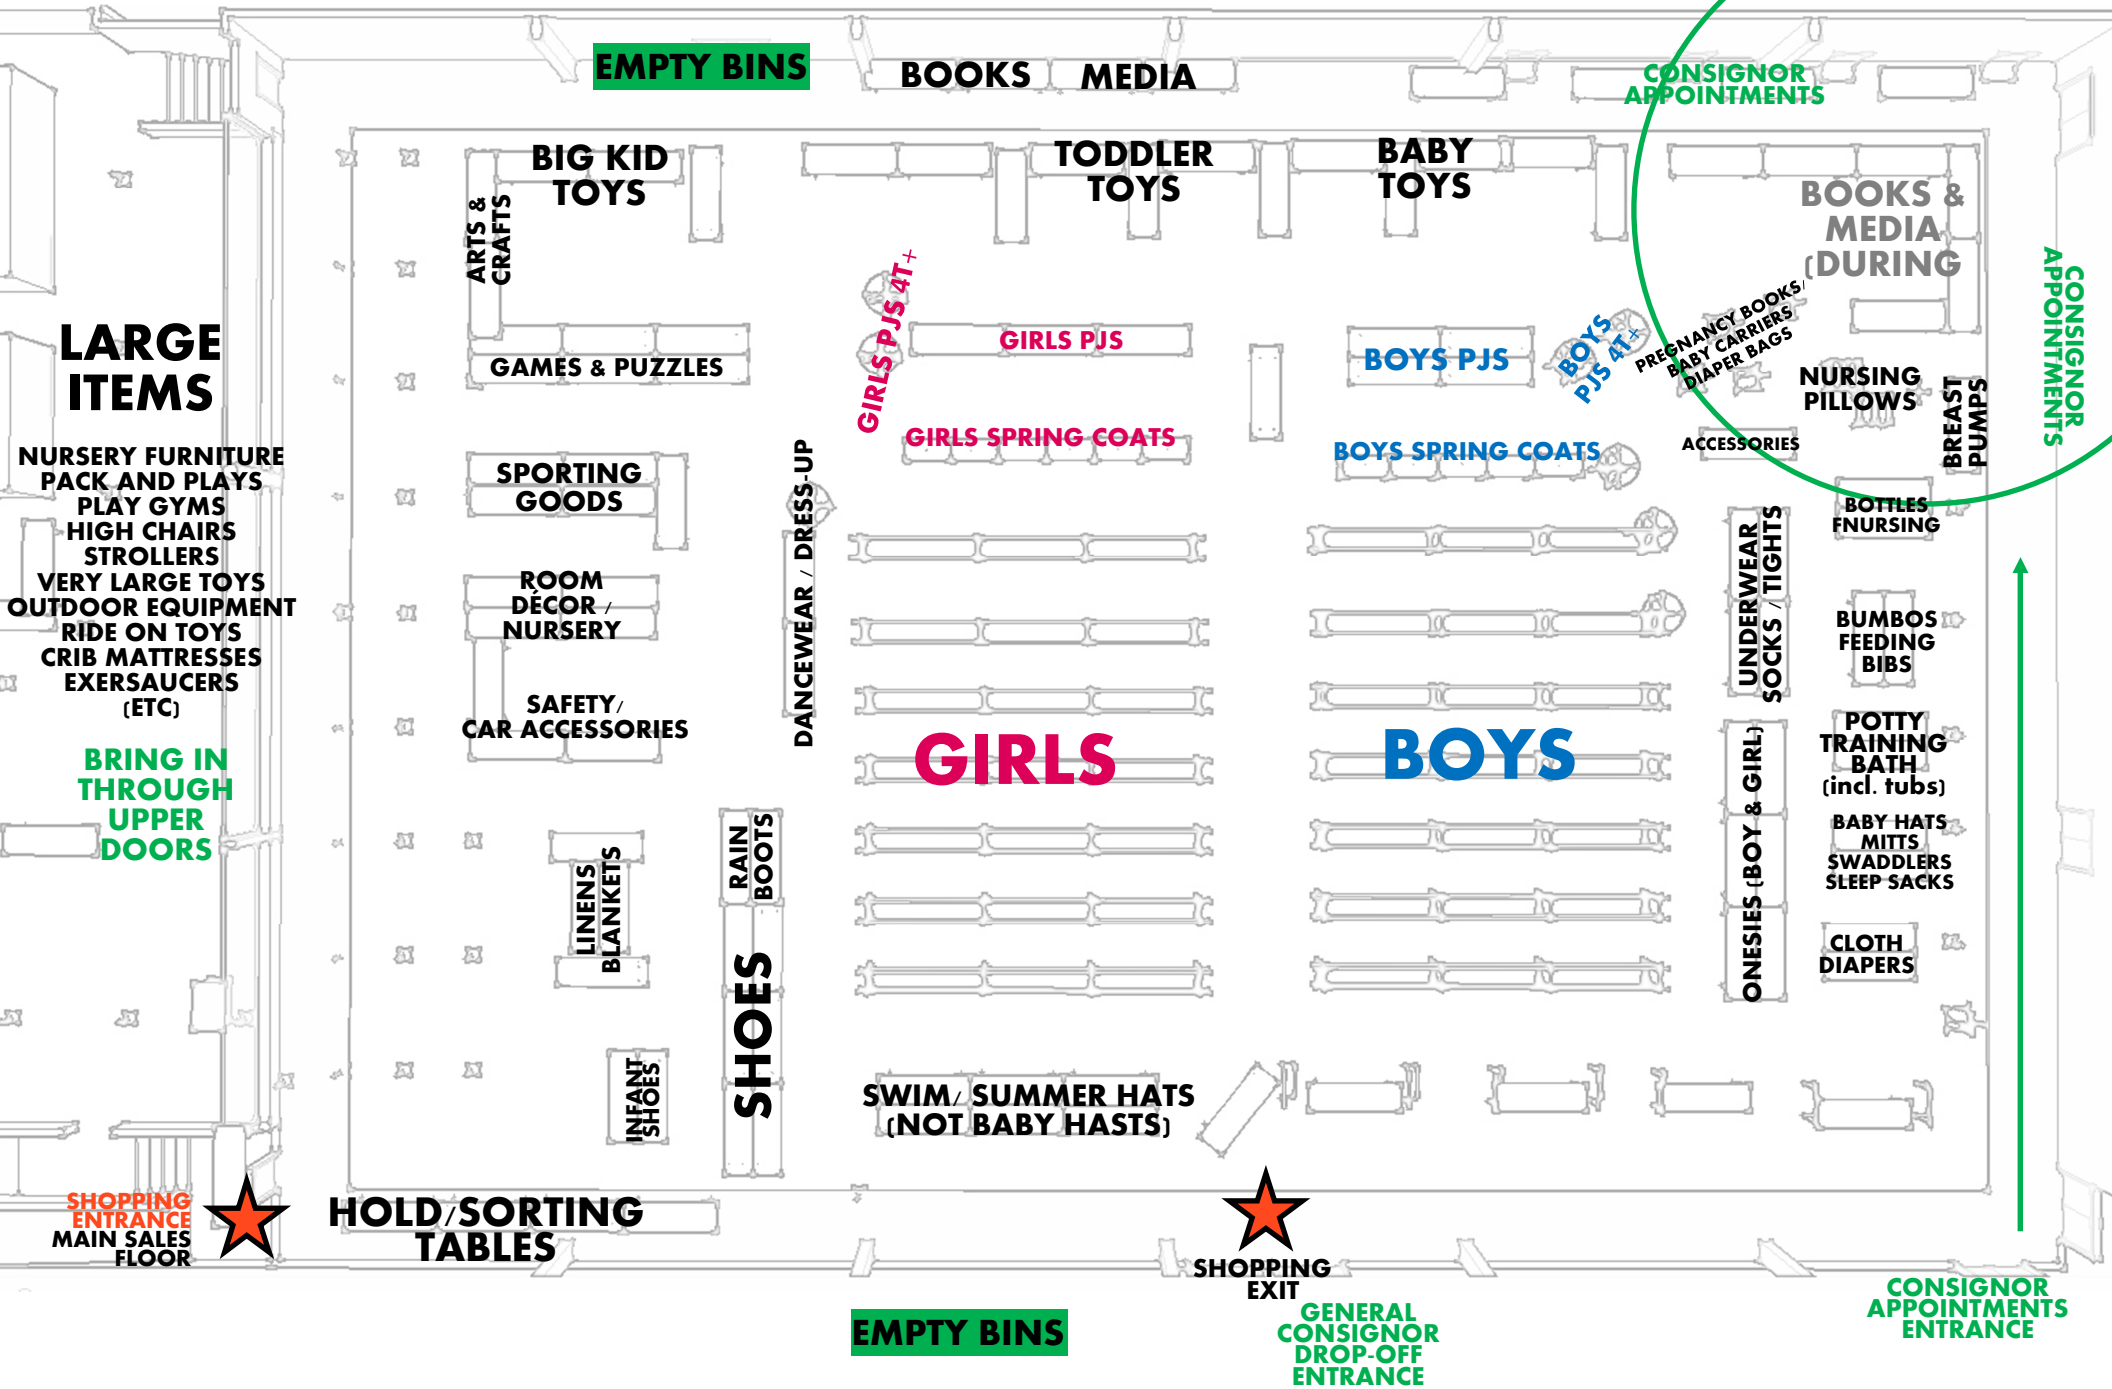 EMPTY BINS
BOOKS
MEDIA
CONSIGNOR
APPOINTMENTS
BIG KID
TOYS
TODDLER
TOYS
BABY
TOYS
BOOKS &
MEDIA
(DURING
ARTS &
CRAFTS
GIRLS PJS 4T+
GIRLS PJS
BOYS PJS
BOYS
PJS 4T+
PREGNANCY BOOKS/
BABY CARRIERS
DIAPER BAGS
CONSIGNOR
APPOINTMENTS
LARGE
ITEMS
GAMES & PUZZLES
NURSING
PILLOWS
BREAST
PUMPS
GIRLS SPRING COATS
BOYS SPRING COATS
ACCESSORIES
NURSERY FURNITURE
PACK AND PLAYS
PLAY GYMS
HIGH CHAIRS
STROLLERS
VERY LARGE TOYS
OUTDOOR EQUIPMENT
RIDE ON TOYS
CRIB MATTRESSES
EXERSAUCERS
(ETC)
BRING IN
THROUGH
UPPER
DOORS
SPORTING
GOODS
DANCEWEAR / DRESS-UP
BOTTLES
FNURSING
UNDERWEAR
SOCKS / TIGHTS
ROOM
DÉCOR /
NURSERY
BUMBOS
FEEDING
BIBS
SAFETY/
CAR ACCESSORIES
GIRLS
BOYS
ONESIES (BOY & GIRL)
POTTY
TRAINING
BATH
(incl. tubs)
BABY HATS
MITTS
SWADDLERS
SLEEP SACKS
RAIN
BOOTS
LINENS
BLANKETS
CLOTH
DIAPERS
SHOES
INFANT
SHOES
SWIM/ SUMMER HATS
(NOT BABY HASTS)
SHOPPING
ENTRANCE
MAIN SALES
FLOOR
HOLD/SORTING
TABLES
SHOPPING
EXIT
EMPTY BINS
GENERAL
CONSIGNOR
DROP-OFF
ENTRANCE
CONSIGNOR
APPOINTMENTS
ENTRANCE